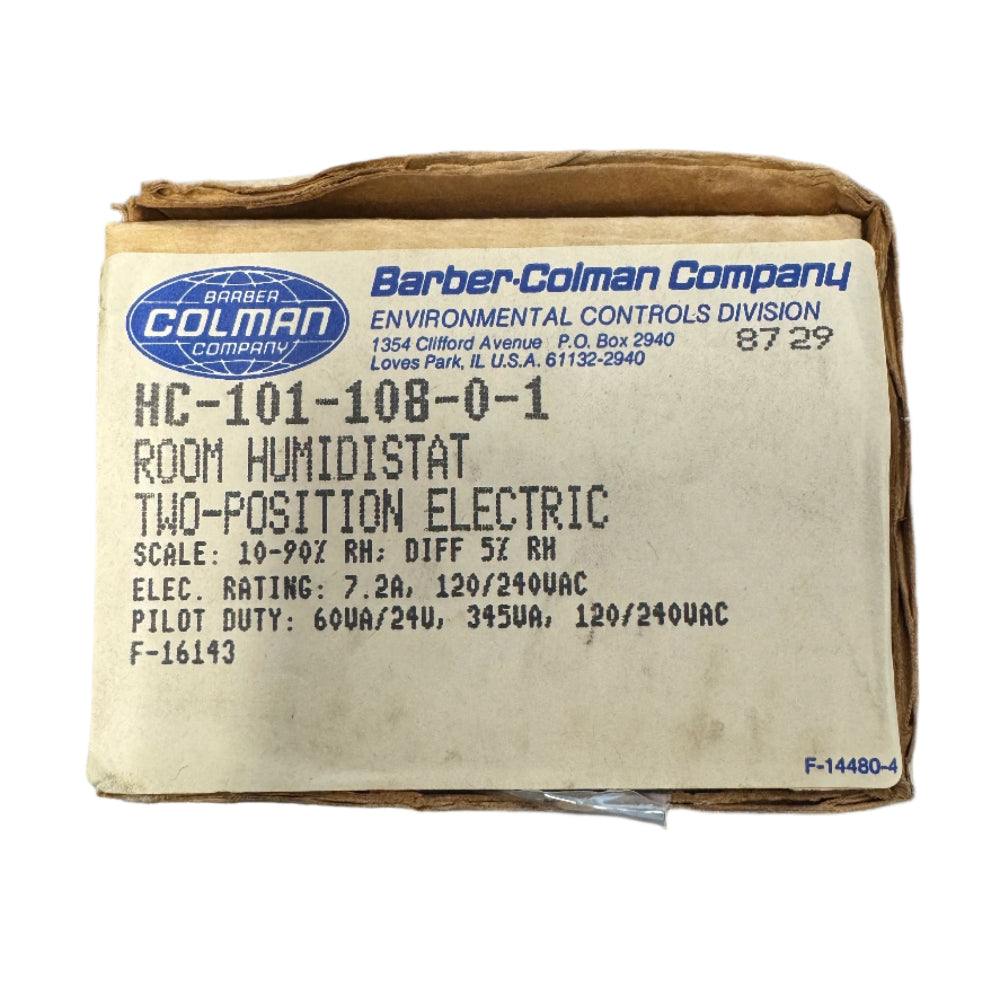 BARBER
COLMAN
COMPANY
Barber-Colman Company
ENVIRONMENTAL CONTROLS DIVISION
1354 Clifford Avenue P.O. Box 2940
Loves Park, IL U.S.A. 61132-2940
8729
HC-101-108-0-1
ROOM HUMIDISTAT
TWO-POSITION ELECTRIC
SCALE: 10-90% RH; DIFF 5% RH
ELEC. RATING: 7.2A, 120/240VAC
PILOT DUTY: 60VA/24V, 345VA, 120/240VAC
F-16143
F-14480-4